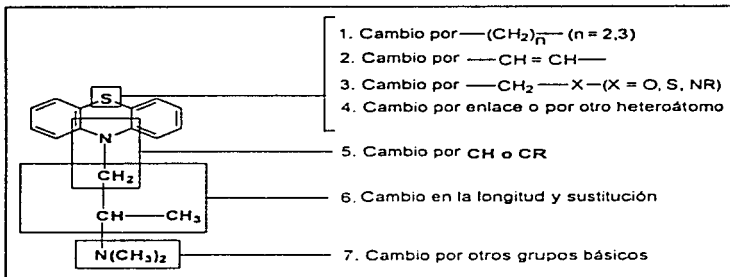 1. Cambio por —(CH₂)n— (n = 2,3)
2. Cambio por —CH = CH—
3. Cambio por —CH₂—X—(X = O, S, NR)
4. Cambio por enlace o por otro heteroátomo
S
N
5. Cambio por CH o CR
CH₂
6. Cambio en la longitud y sustitución
CH—CH₃
N(CH₃)₂
7. Cambio por otros grupos básicos